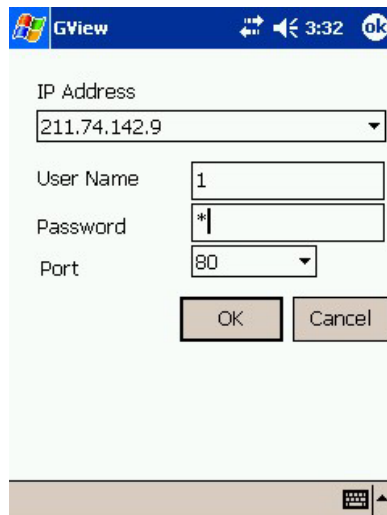 GView 3:32 ok
IP Address
211.74.142.9
User Name 1
Password *
Port 80
OK Cancel